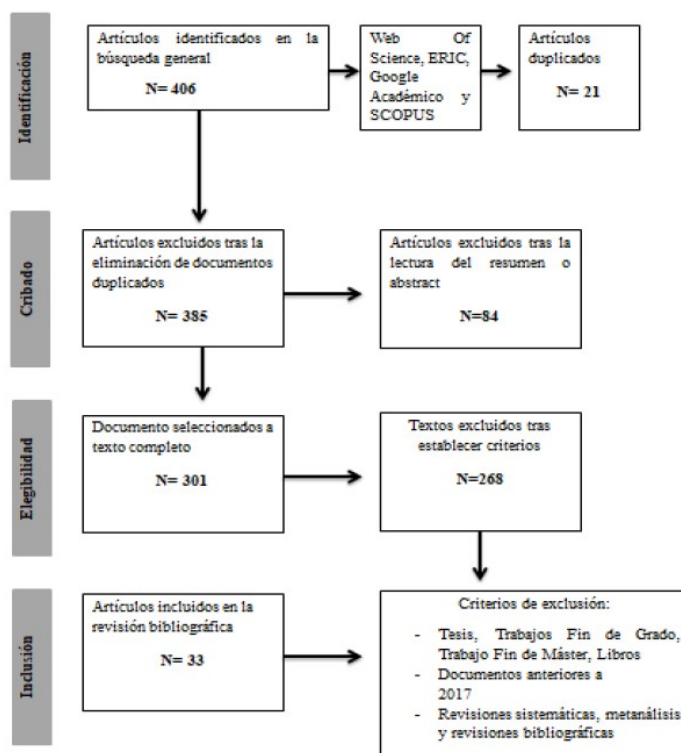 Identificación
Artículos identificados en la
búsqueda general
N= 406
Web Of
Science, ERIC,
Google
Académico y
SCOPUS
Artículos
duplicados
N= 21
Cribado
Artículos excluidos tras la
eliminación de documentos
duplicados
N= 385
Artículos excluidos tras la
lectura del resumen o
abstract
N=84
Elegibilidad
Documento seleccionados a
texto completo
N= 301
Textos excluidos tras
establecer criterios
N=268
Inclusión
Artículos incluidos en la
revisión bibliográfica
N= 33
Criterios de exclusión:
- Tesis, Trabajos Fin de Grado,
Trabajo Fin de Máster, Libros
- Documentos anteriores a
2017
- Revisiones sistemáticas, metanálisis
y revisiones bibliográficas